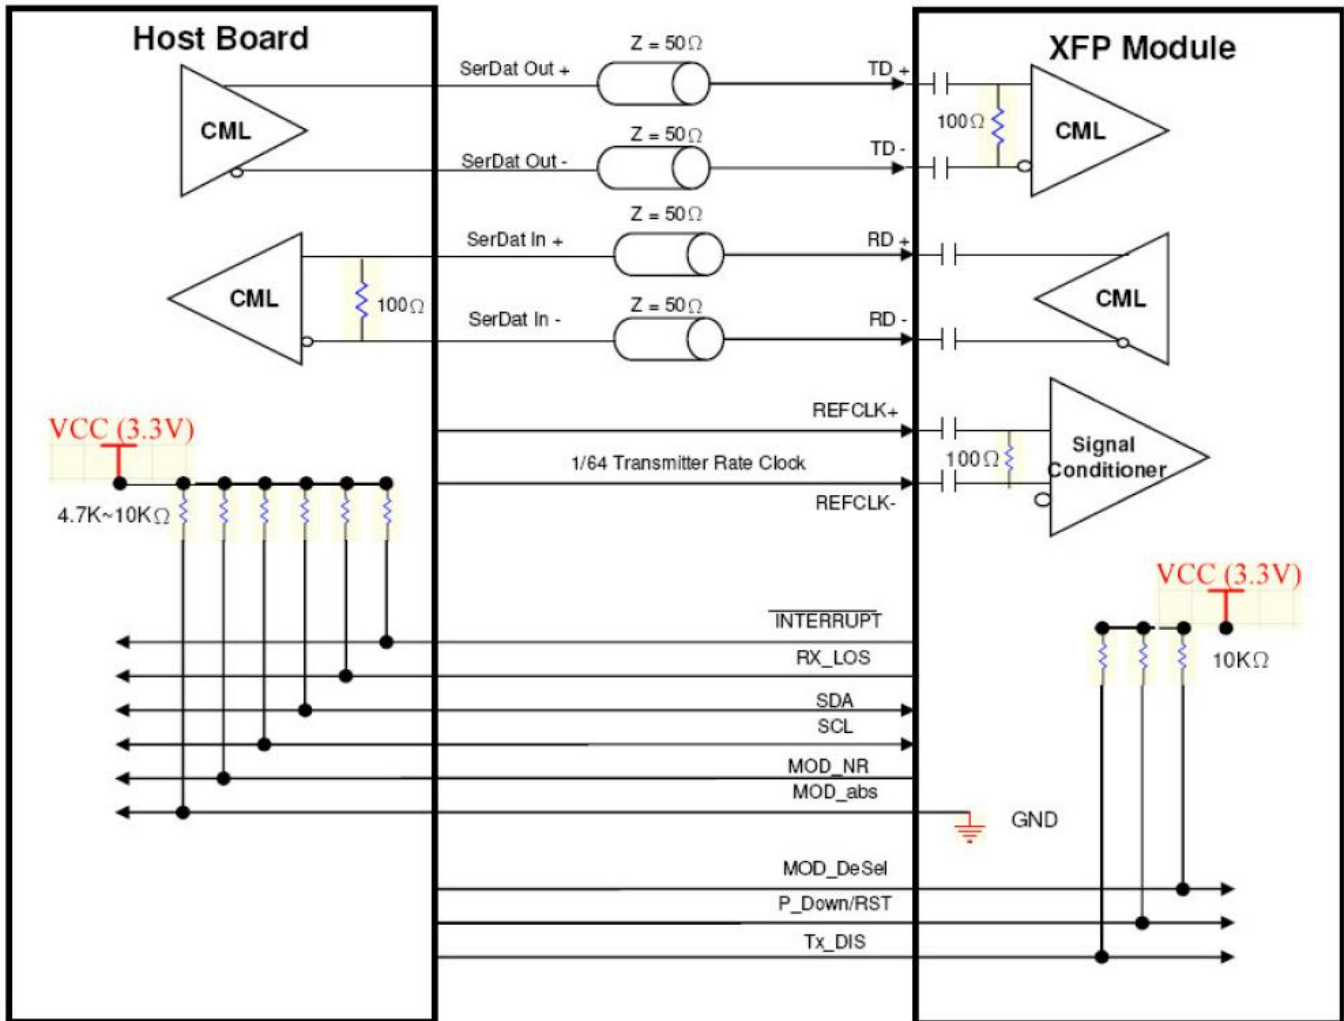 Host Board
XFP Module
SerDat Out +
Z = 50Ω
TD +
CML
100Ω
CML
SerDat Out -
Z = 50Ω
TD -
SerDat In +
Z = 50Ω
RD +
CML
100Ω
CML
SerDat In -
Z = 50Ω
RD -
REFCLK+
1/64 Transmitter Rate Clock
100Ω
Signal
Conditioner
REFCLK-
VCC (3.3V)
4.7K~10KΩ
VCC (3.3V)
10KΩ
INTERRUPT
RX_LOS
SDA
SCL
MOD_NR
MOD_abs
GND
MOD_DeSel
P_Down/RST
Tx_DIS